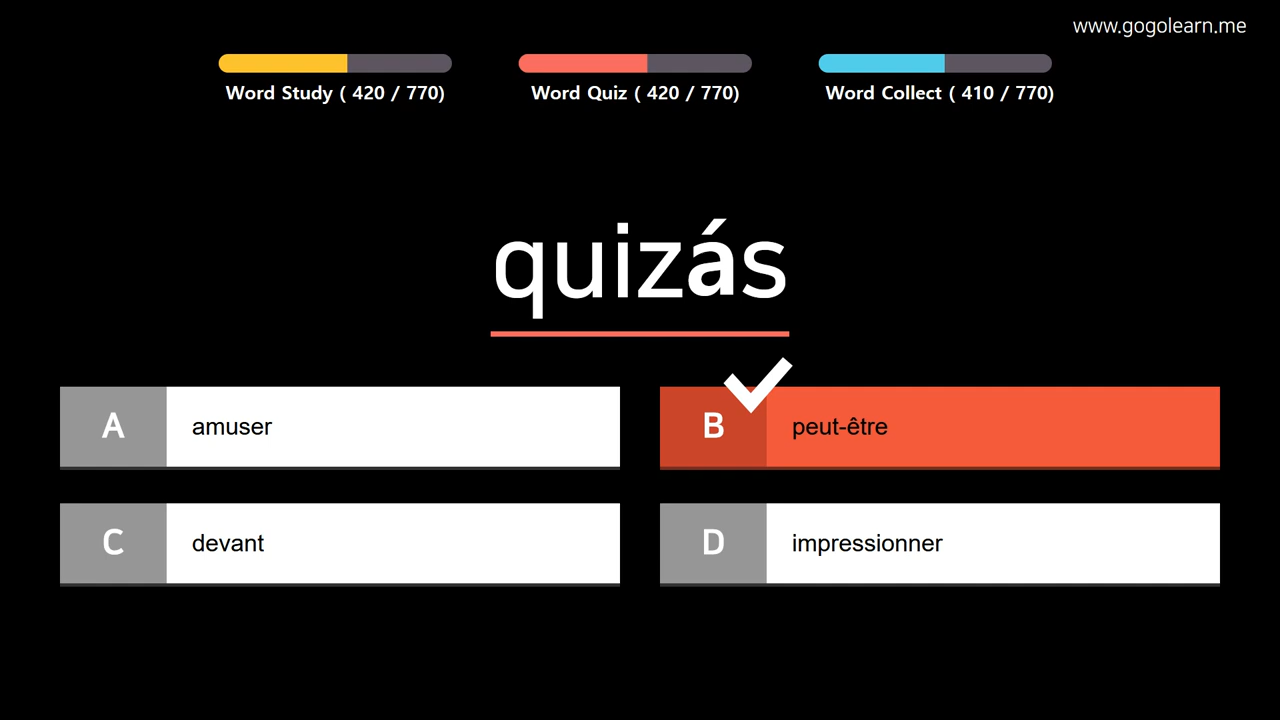 www.gogolearn.me
Word Study ( 420 / 770)
Word Quiz ( 420 / 770)
Word Collect ( 410 / 770)
quizás
A
amuser
B
peut-être
C
devant
D
impressionner